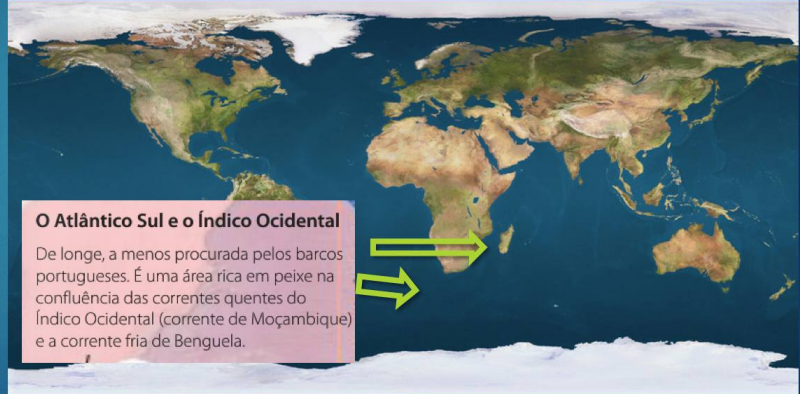 O Atlântico Sul e o Índico Ocidental
De longe, a menos procurada pelos barcos
portugueses. É uma área rica em peixe na
confluência das correntes quentes do
Índico Ocidental (corrente de Moçambique)
e a corrente fria de Benguela.